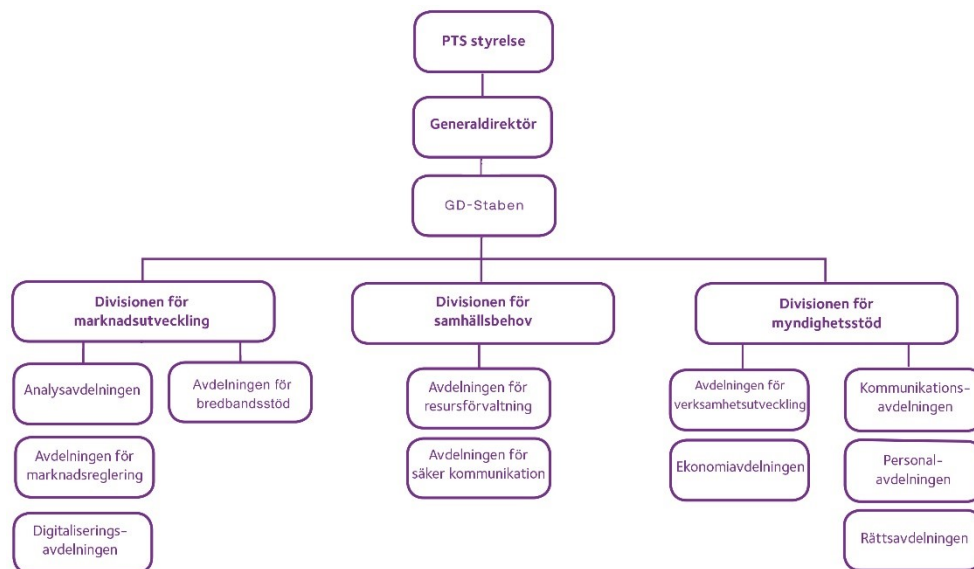 PTS styrelse
Generaldirektör
GD-Staben
Divisionen för
marknadsutveckling
Divisionen för
samhällsbehov
Divisionen för
myndighetsstöd
Analysavdelningen
Avdelningen för
bredbandsstöd
Avdelningen för
marknadsreglering
Digitaliserings-
avdelningen
Avdelningen för
resursförvaltning
Avdelningen för
säker kommunikation
Avdelningen för
verksamhetsutveckling
Ekonomiavdelningen
Kommunikations-
avdelningen
Personal-
avdelningen
Rättsavdelningen